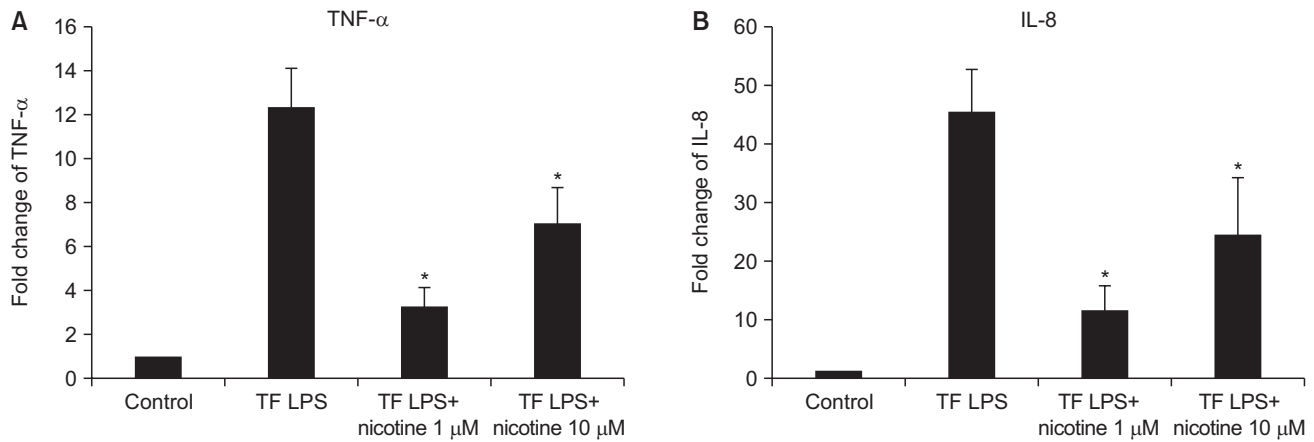 A
TNF-α
Fold change of TNF-α
16
14
12
10
8
6
4
2
0
*
*
Control
TF LPS
TF LPS+
nicotine 1 μM
TF LPS+
nicotine 10 μM
B
IL-8
Fold change of IL-8
60
50
40
30
20
10
0
*
*
Control
TF LPS
TF LPS+
nicotine 1 μM
TF LPS+
nicotine 10 μM